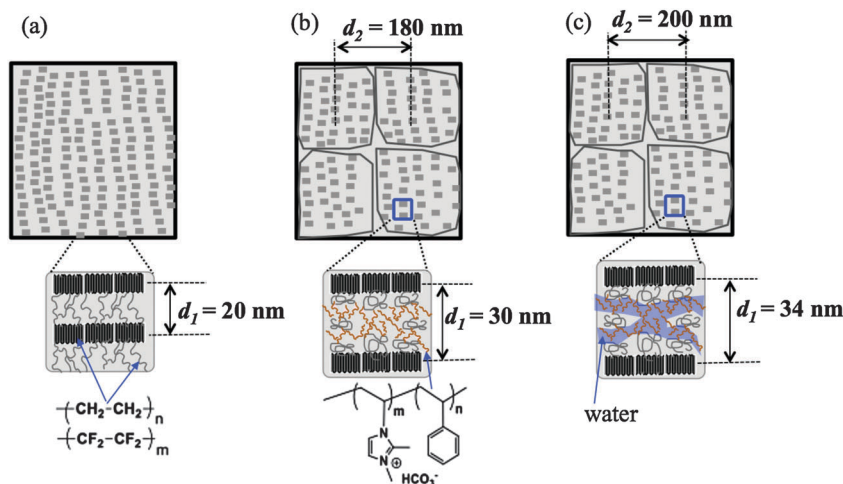 (a)
(b)
(c)
d₂ = 180 nm
d₂ = 200 nm
d₁ = 20 nm
d₁ = 30 nm
d₁ = 34 nm
water
-(CH₂-CH₂)n
-(CF₂-CF₂)m
( )m ( )n
N
N
⊕
HCO₃⁻